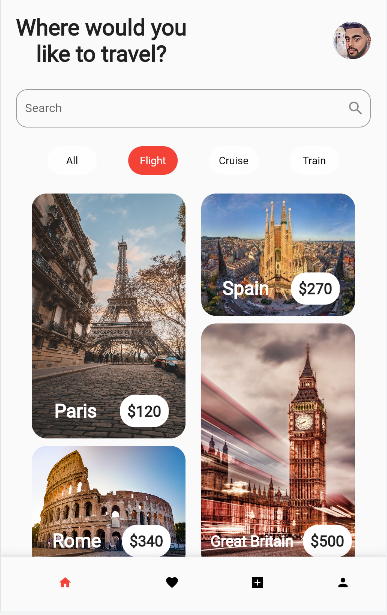 Where would you
like to travel?
Search
All
Flight
Cruise
Train
Spain
$270
Paris
$120
Rome
$340
Great Britain
$500